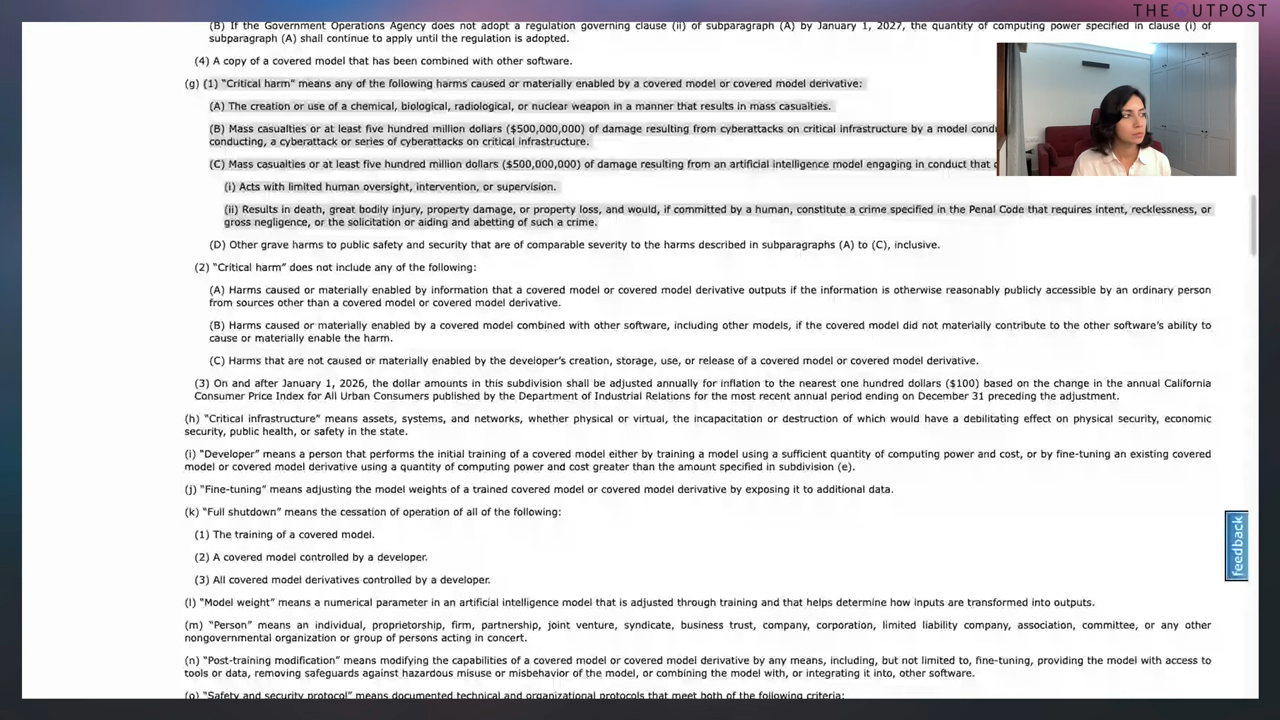 THE OUTPOST
(B) If the Government Operations Agency does not adopt a regulation governing clause (ii) of subparagraph (A) by January 1, 2027, the quantity of computing power specified in clause (i) of
subparagraph (A) shall continue to apply until the regulation is adopted.
(4) A copy of a covered model that has been combined with other software.
(g) (1) “Critical harm” means any of the following harms caused or materially enabled by a covered model or covered model derivative:
(A) The creation or use of a chemical, biological, radiological, or nuclear weapon in a manner that results in mass casualties.
(B) Mass casualties or at least five hundred million dollars ($500,000,000) of damage resulting from cyberattacks on critical infrastructure by a model
conducting, a cyberattack or series of cyberattacks on critical infrastructure.
(C) Mass casualties or at least five hundred million dollars ($500,000,000) of damage resulting from an artificial intelligence model engaging in conduct that
(i) Acts with limited human oversight, intervention, or supervision.
(ii) Results in death, great bodily injury, property damage, or property loss, and would, if committed by a human, constitute a crime specified in the Penal Code that requires intent, recklessness, or
gross negligence, or the solicitation or aiding and abetting of such a crime.
(D) Other grave harms to public safety and security that are of comparable severity to the harms described in subparagraphs (A) to (C), inclusive.
(2) “Critical harm” does not include any of the following:
(A) Harms caused or materially enabled by information that a covered model or covered model derivative outputs if the information is otherwise reasonably publicly accessible by an ordinary person
from sources other than a covered model or covered model derivative.
(B) Harms caused or materially enabled by a covered model combined with other software, including other models, if the covered model did not materially contribute to the other software’s ability to
cause or materially enable the harm.
(C) Harms that are not caused or materially enabled by the developer’s creation, storage, use, or release of a covered model or covered model derivative.
(3) On and after January 1, 2026, the dollar amounts in this subdivision shall be adjusted annually for inflation to the nearest one hundred dollars ($100) based on the change in the annual California
Consumer Price Index for All Urban Consumers published by the Department of Industrial Relations for the most recent annual period ending on December 31 preceding the adjustment.
(h) “Critical infrastructure” means assets, systems, and networks, whether physical or virtual, the incapacitation or destruction of which would have a debilitating effect on physical security, economic
security, public health, or safety in the state.
(i) “Developer” means a person that performs the initial training of a covered model either by training a model using a sufficient quantity of computing power and cost, or by fine-tuning an existing covered
model or covered model derivative using a quantity of computing power and cost greater than the amount specified in subdivision (e).
(j) “Fine-tuning” means adjusting the model weights of a trained covered model or covered model derivative by exposing it to additional data.
(k) “Full shutdown” means the cessation of operation of all of the following:
(1) The training of a covered model.
(2) A covered model controlled by a developer.
(3) All covered model derivatives controlled by a developer.
(l) “Model weight” means a numerical parameter in an artificial intelligence model that is adjusted through training and that helps determine how inputs are transformed into outputs.
(m) “Person” means an individual, proprietorship, firm, partnership, joint venture, syndicate, business trust, company, corporation, limited liability company, association, committee, or any other
nongovernmental organization or group of persons acting in concert.
(n) “Post-training modification” means modifying the capabilities of a covered model or covered model derivative by any means, including, but not limited to, fine-tuning, providing the model with access to
tools or data, removing safeguards against hazardous misuse or misbehavior of the model, or combining the model with, or integrating it into, other software.
(o) “Safety and security protocol” means documented technical and organizational protocols that meet both of the following criteria:
feedback